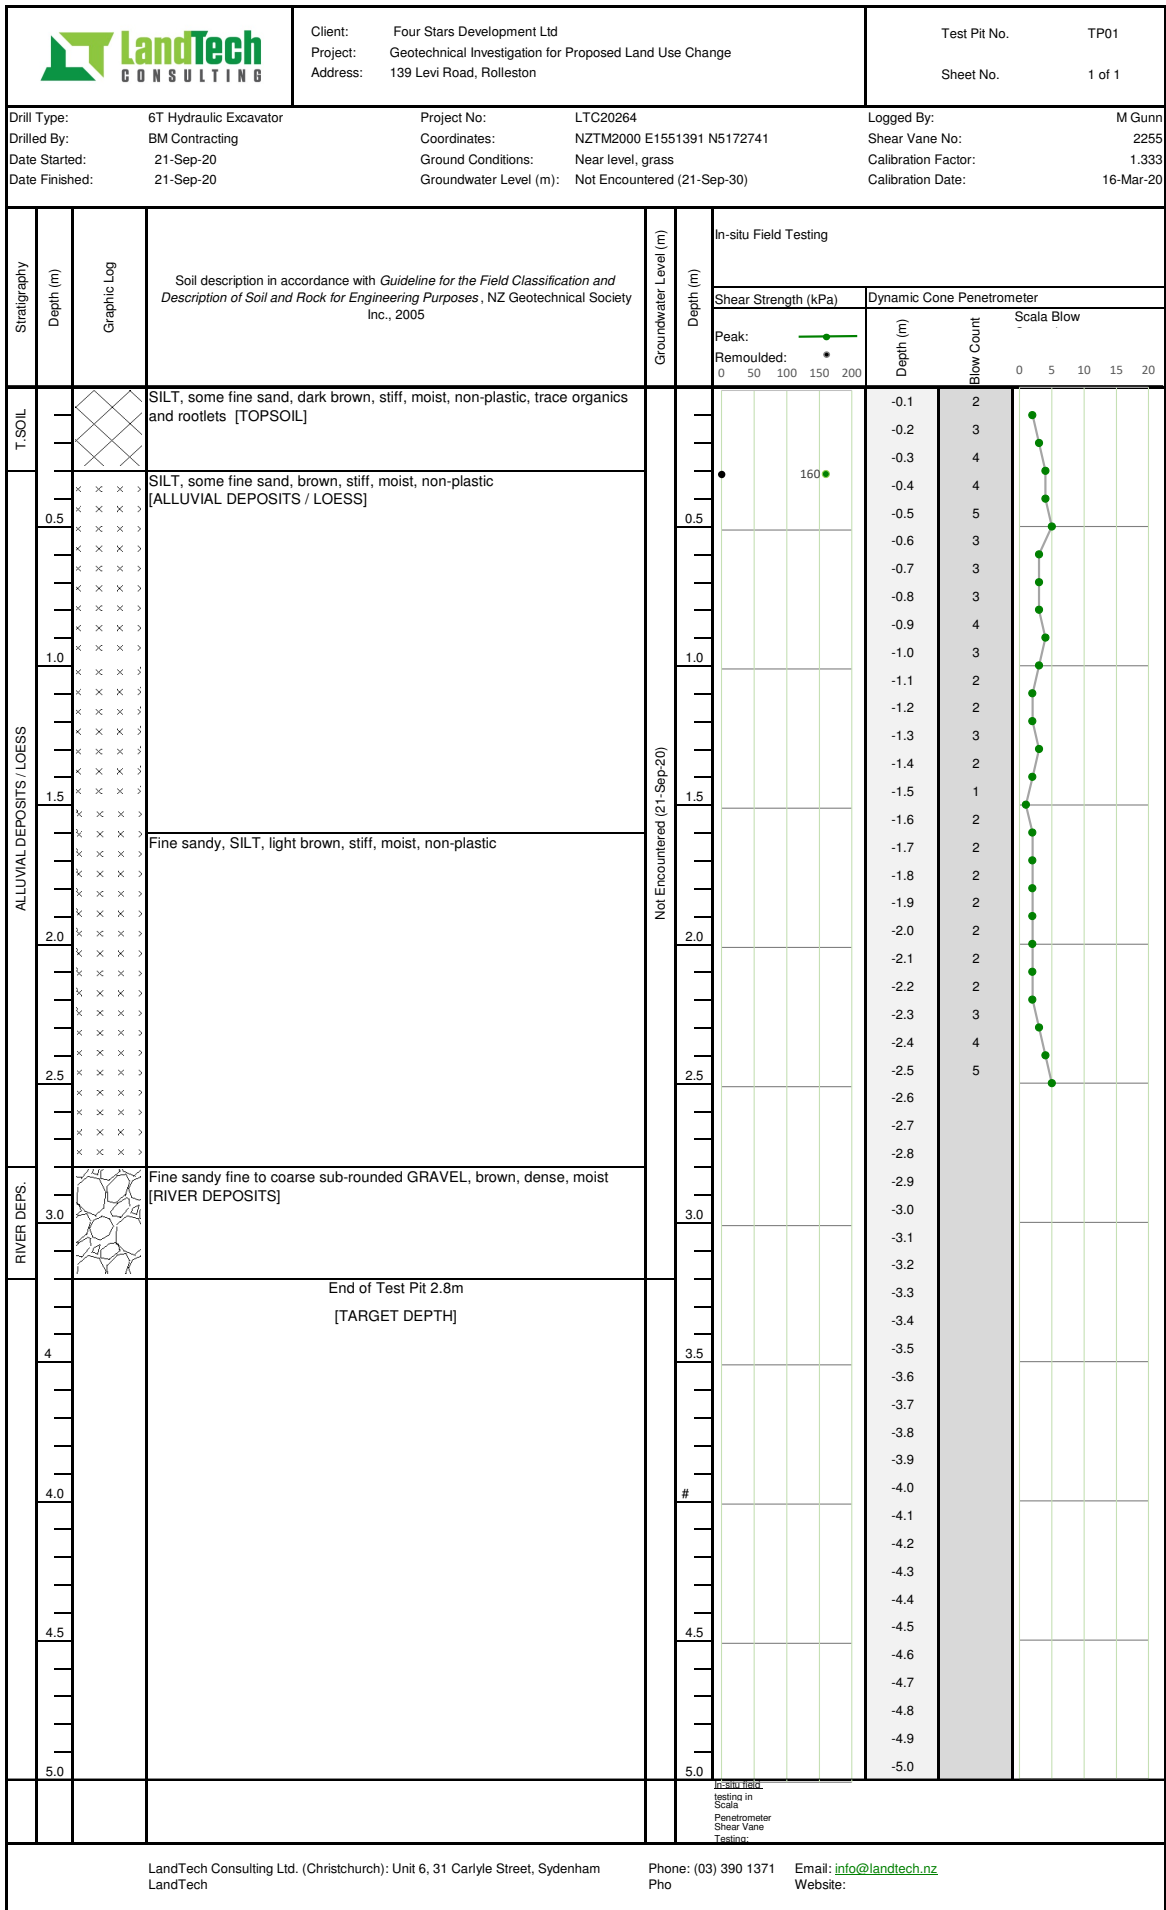 LandTech
CONSULTING
Client: Four Stars Development Ltd
Project: Geotechnical Investigation for Proposed Land Use Change
Address: 139 Levi Road, Rolleston
Test Pit No. TP01
Sheet No. 1 of 1
Drill Type: 6T Hydraulic Excavator Project No: LTC20264 Logged By: M Gunn
Drilled By: BM Contracting Coordinates: NZTM2000 E1551391 N5172741 Shear Vane No: 2255
Date Started: 21-Sep-20 Ground Conditions: Near level, grass Calibration Factor: 1.333
Date Finished: 21-Sep-20 Groundwater Level (m): Not Encountered (21-Sep-30) Calibration Date: 16-Mar-20
Stratigraphy
Depth (m)
Graphic Log
Soil description in accordance with Guideline for the Field Classification and
Description of Soil and Rock for Engineering Purposes , NZ Geotechnical Society
Inc., 2005
Groundwater Level (m)
Depth (m)
In-situ Field Testing
Shear Strength (kPa)
Peak:
Remoulded:
0 50 100 150 200
Dynamic Cone Penetrometer
Depth (m)
Blow Count
Scala Blow
0 5 10 15 20
T.SOIL
SILT, some fine sand, dark brown, stiff, moist, non-plastic, trace organics
and rootlets [TOPSOIL]
ALLUVIAL DEPOSITS / LOESS
SILT, some fine sand, brown, stiff, moist, non-plastic
[ALLUVIAL DEPOSITS / LOESS]
Fine sandy, SILT, light brown, stiff, moist, non-plastic
RIVER DEPS.
Fine sandy fine to coarse sub-rounded GRAVEL, brown, dense, moist
[RIVER DEPOSITS]
End of Test Pit 2.8m
[TARGET DEPTH]
0.5
1.0
1.5
2.0
2.5
3.0
4
4.0
4.5
5.0
Not Encountered (21-Sep-20)
0.5
1.0
1.5
2.0
2.5
3.0
3.5
#
4.5
5.0
160
-0.1 2
-0.2 3
-0.3 4
-0.4 4
-0.5 5
-0.6 3
-0.7 3
-0.8 3
-0.9 4
-1.0 3
-1.1 2
-1.2 2
-1.3 3
-1.4 2
-1.5 1
-1.6 2
-1.7 2
-1.8 2
-1.9 2
-2.0 2
-2.1 2
-2.2 2
-2.3 3
-2.4 4
-2.5 5
-2.6
-2.7
-2.8
-2.9
-3.0
-3.1
-3.2
-3.3
-3.4
-3.5
-3.6
-3.7
-3.8
-3.9
-4.0
-4.1
-4.2
-4.3
-4.4
-4.5
-4.6
-4.7
-4.8
-4.9
-5.0
In-situ field
testing in
Scala
Penetrometer
Shear Vane
Testing:
LandTech Consulting Ltd. (Christchurch): Unit 6, 31 Carlyle Street, Sydenham Phone: (03) 390 1371 Email: info@landtech.nz
LandTech Pho Website: